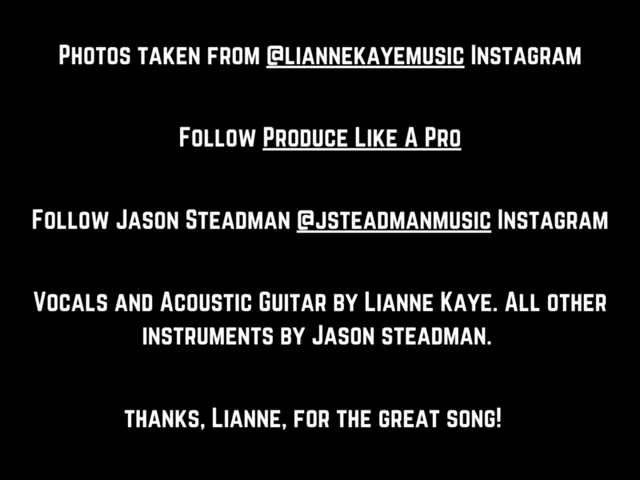 Photos taken from @liannekayemusic Instagram
Follow Produce Like A Pro
Follow Jason Steadman @jsteadmanmusic Instagram
Vocals and Acoustic Guitar by Lianne Kaye. All other
instruments by Jason steadman.
thanks, Lianne, for the great song!